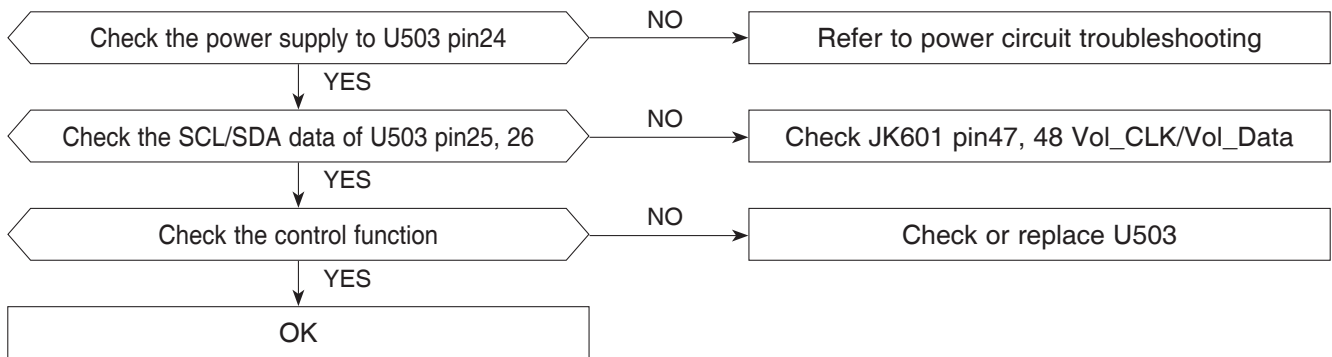 Check the power supply to U503 pin24
NO
Refer to power circuit troubleshooting
YES
Check the SCL/SDA data of U503 pin25, 26
NO
Check JK601 pin47, 48 Vol_CLK/Vol_Data
YES
Check the control function
NO
Check or replace U503
YES
OK